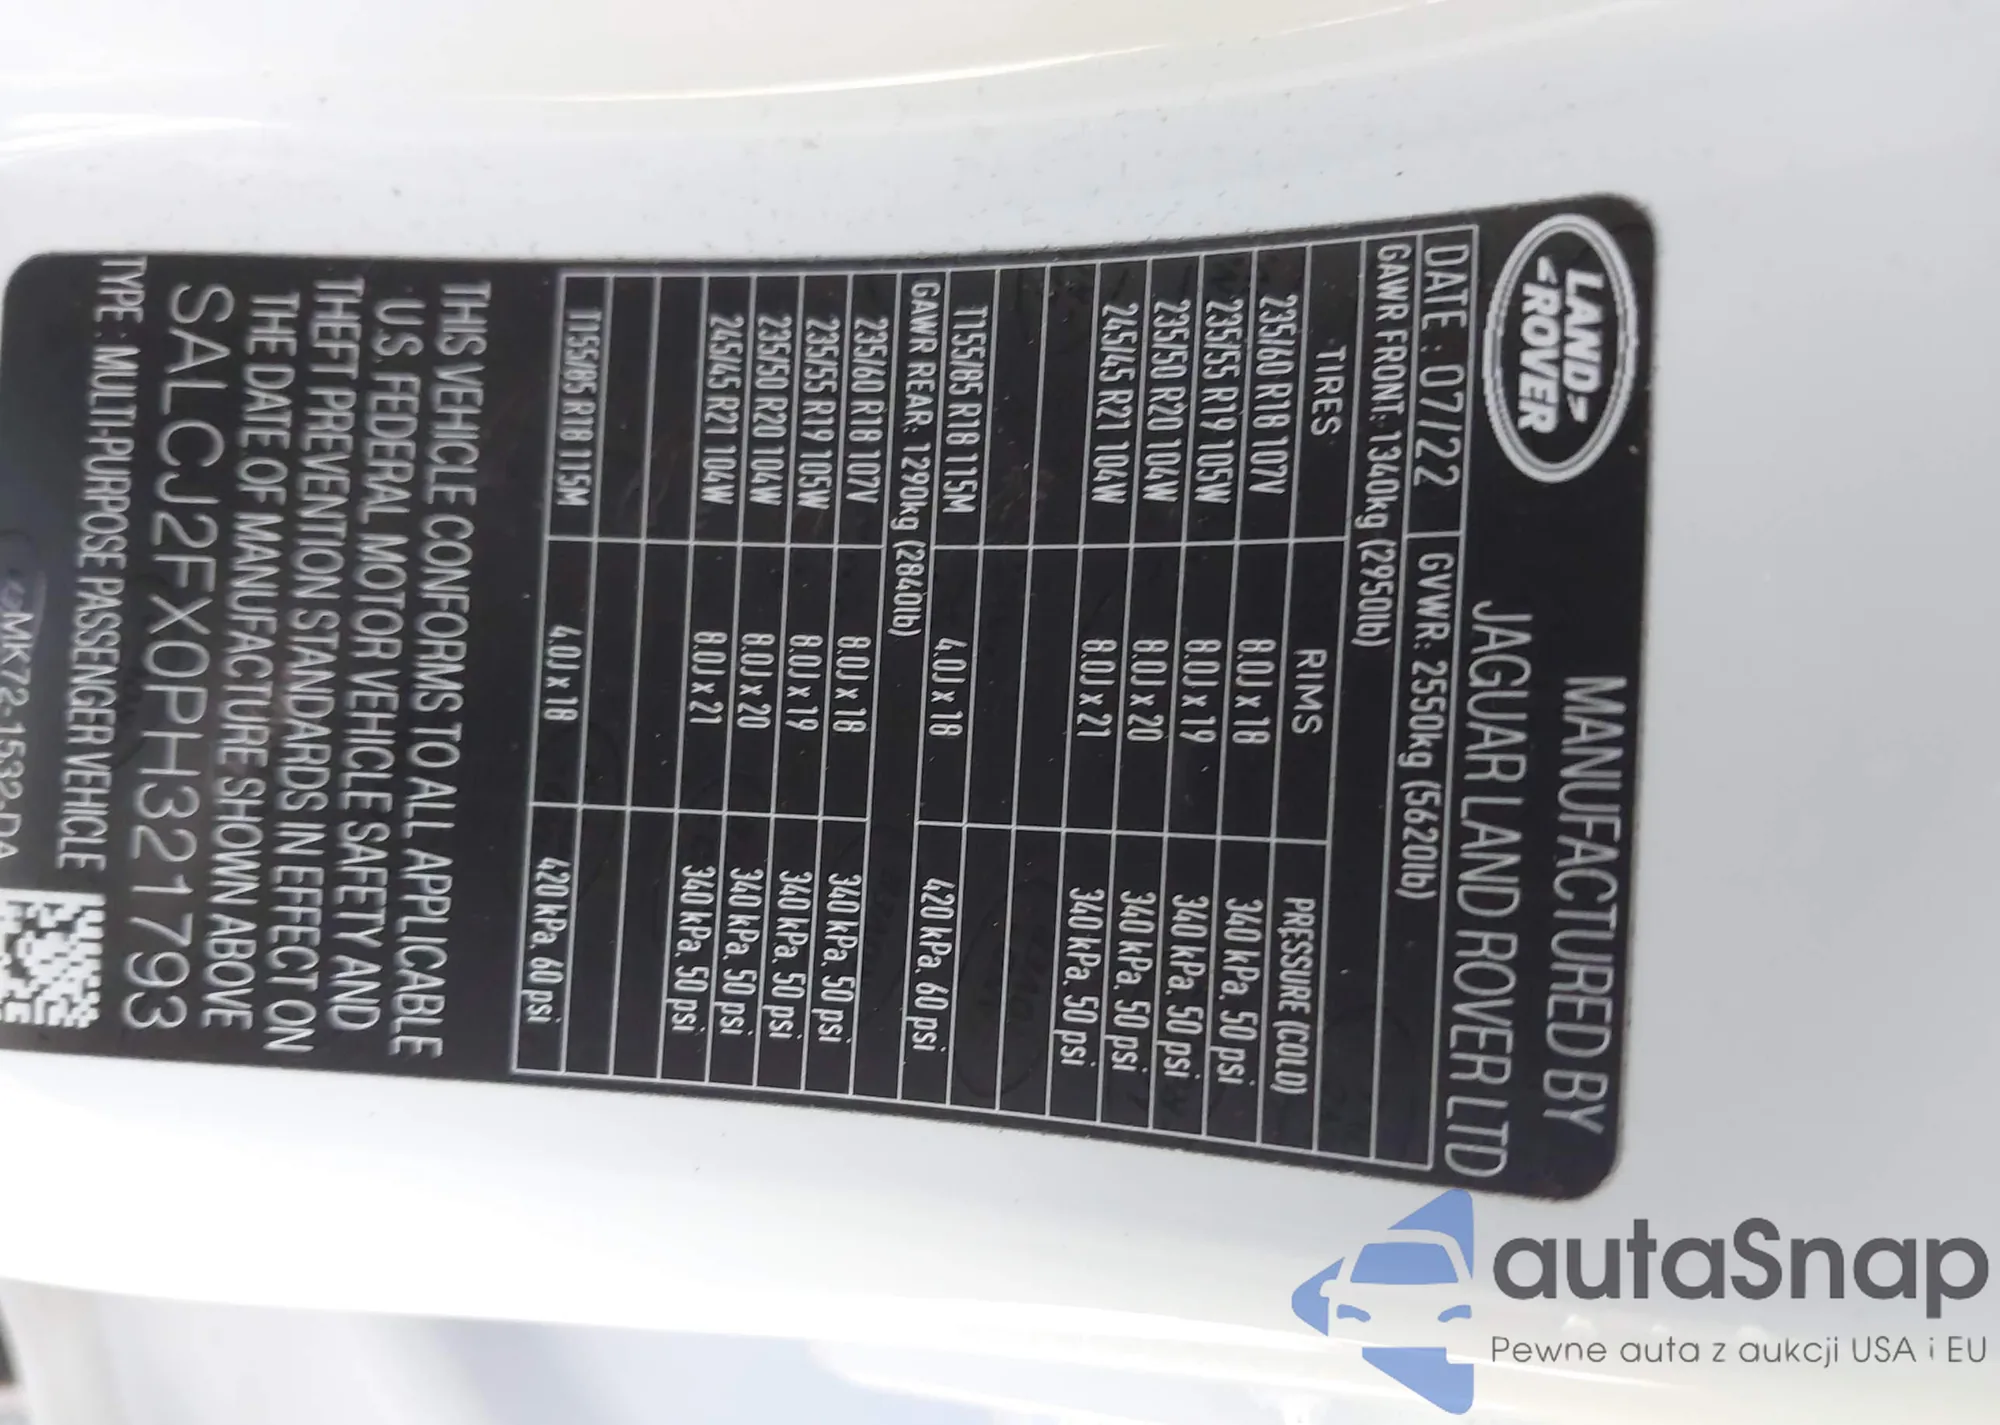 LAND
ROVER
MANUFACTURED BY
JAGUAR LAND ROVER LTD
DATE : 07/22 GVWR: 2550kg (5620lb)
GAWR FRONT: 1340kg (2950lb)
TIRES RIMS PRESSURE (COLD)
235/60 R18 107V 8.0J x 18 340 kPa. 50 psi
235/55 R19 105W 8.0J x 19 340 kPa. 50 psi
235/50 R20 104W 8.0J x 20 340 kPa. 50 psi
245/45 R21 104W 8.0J x 21 340 kPa. 50 psi
T155/85 R18 115M 4.0J x 18 420 kPa. 60 psi
GAWR REAR: 1290kg (2840lb)
235/60 R18 107V 8.0J x 18 340 kPa. 50 psi
235/55 R19 105W 8.0J x 19 340 kPa. 50 psi
235/50 R20 104W 8.0J x 20 340 kPa. 50 psi
245/45 R21 104W 8.0J x 21 340 kPa. 50 psi
T155/85 R18 115M 4.0J x 18 420 kPa. 60 psi
THIS VEHICLE CONFORMS TO ALL APPLICABLE
U.S. FEDERAL MOTOR VEHICLE SAFETY AND
THEFT PREVENTION STANDARDS IN EFFECT ON
THE DATE OF MANUFACTURE SHOWN ABOVE
SALCJ2FX0PH321793
TYPE : MULTI-PURPOSE PASSENGER VEHICLE
MK72-1532-DA
autaSnap
Pewne auta z aukcji USA i EU